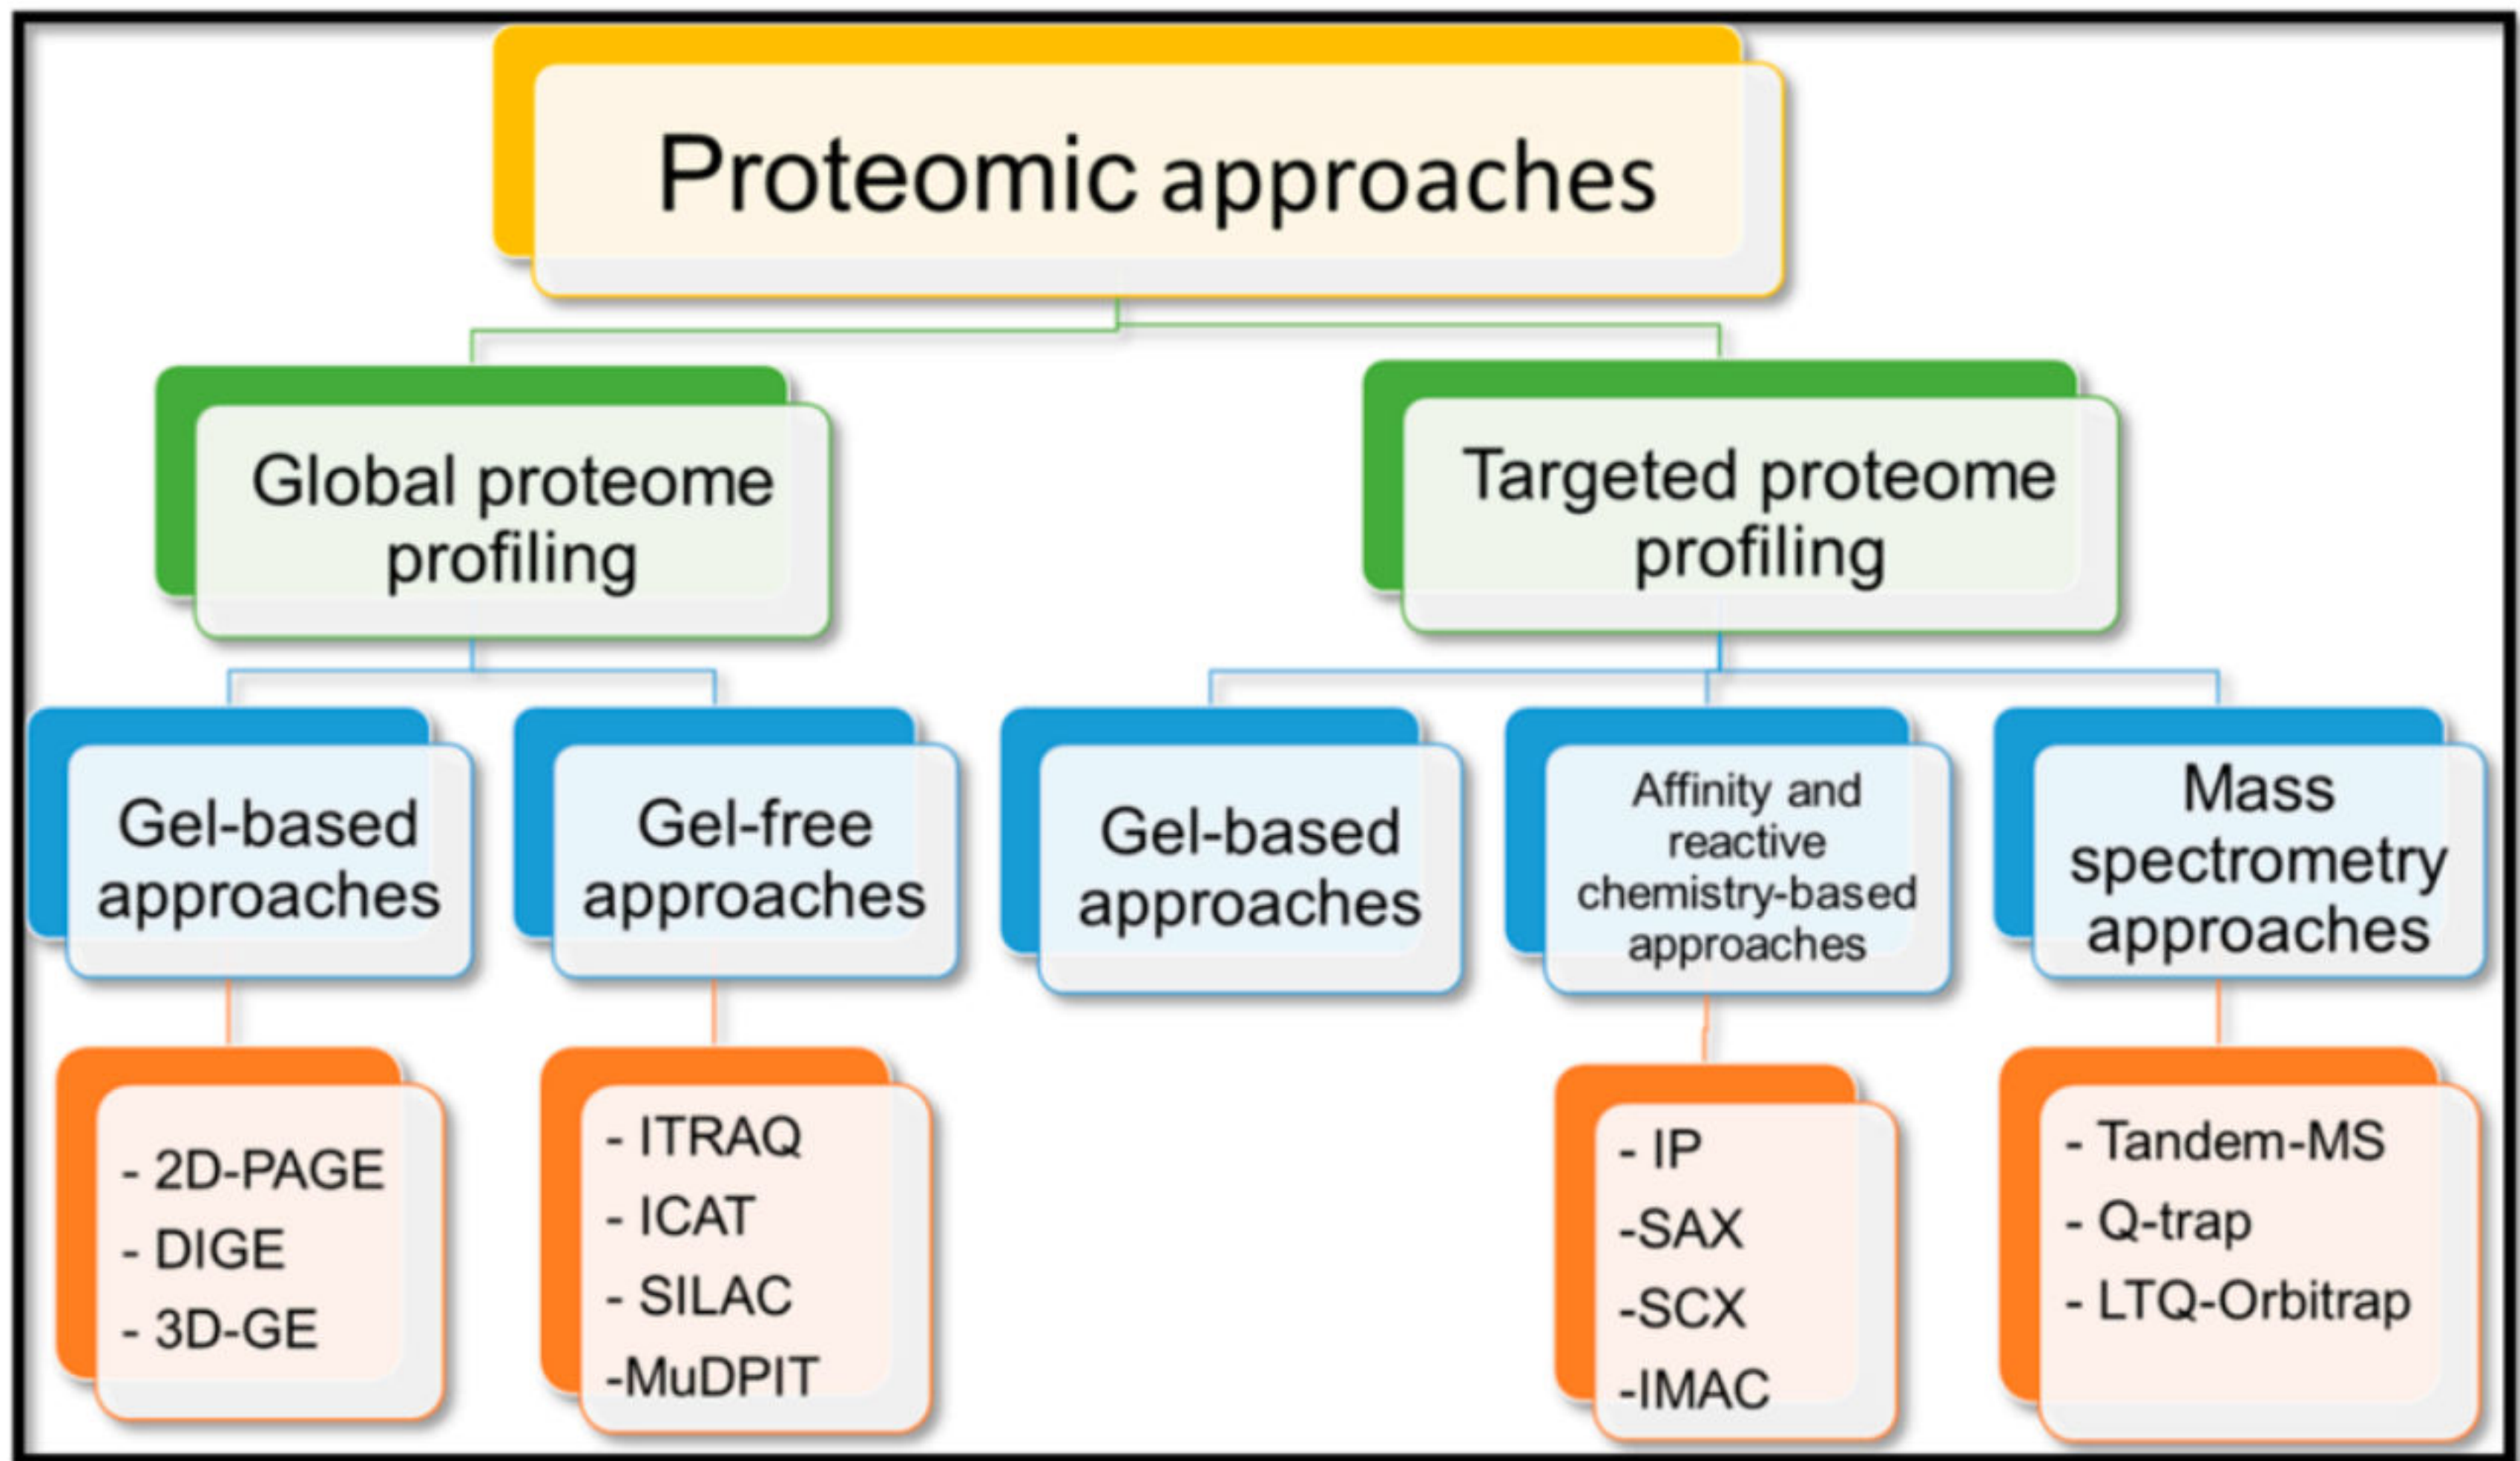 Proteomic approaches
Global proteome
profiling
Targeted proteome
profiling
Gel-based
approaches
Gel-free
approaches
Gel-based
approaches
Affinity and
reactive
chemistry-based
approaches
Mass
spectrometry
approaches
- 2D-PAGE
- DIGE
- 3D-GE
- ITRAQ
- ICAT
- SILAC
-MuDPIT
- IP
-SAX
-SCX
-IMAC
- Tandem-MS
- Q-trap
- LTQ-Orbitrap